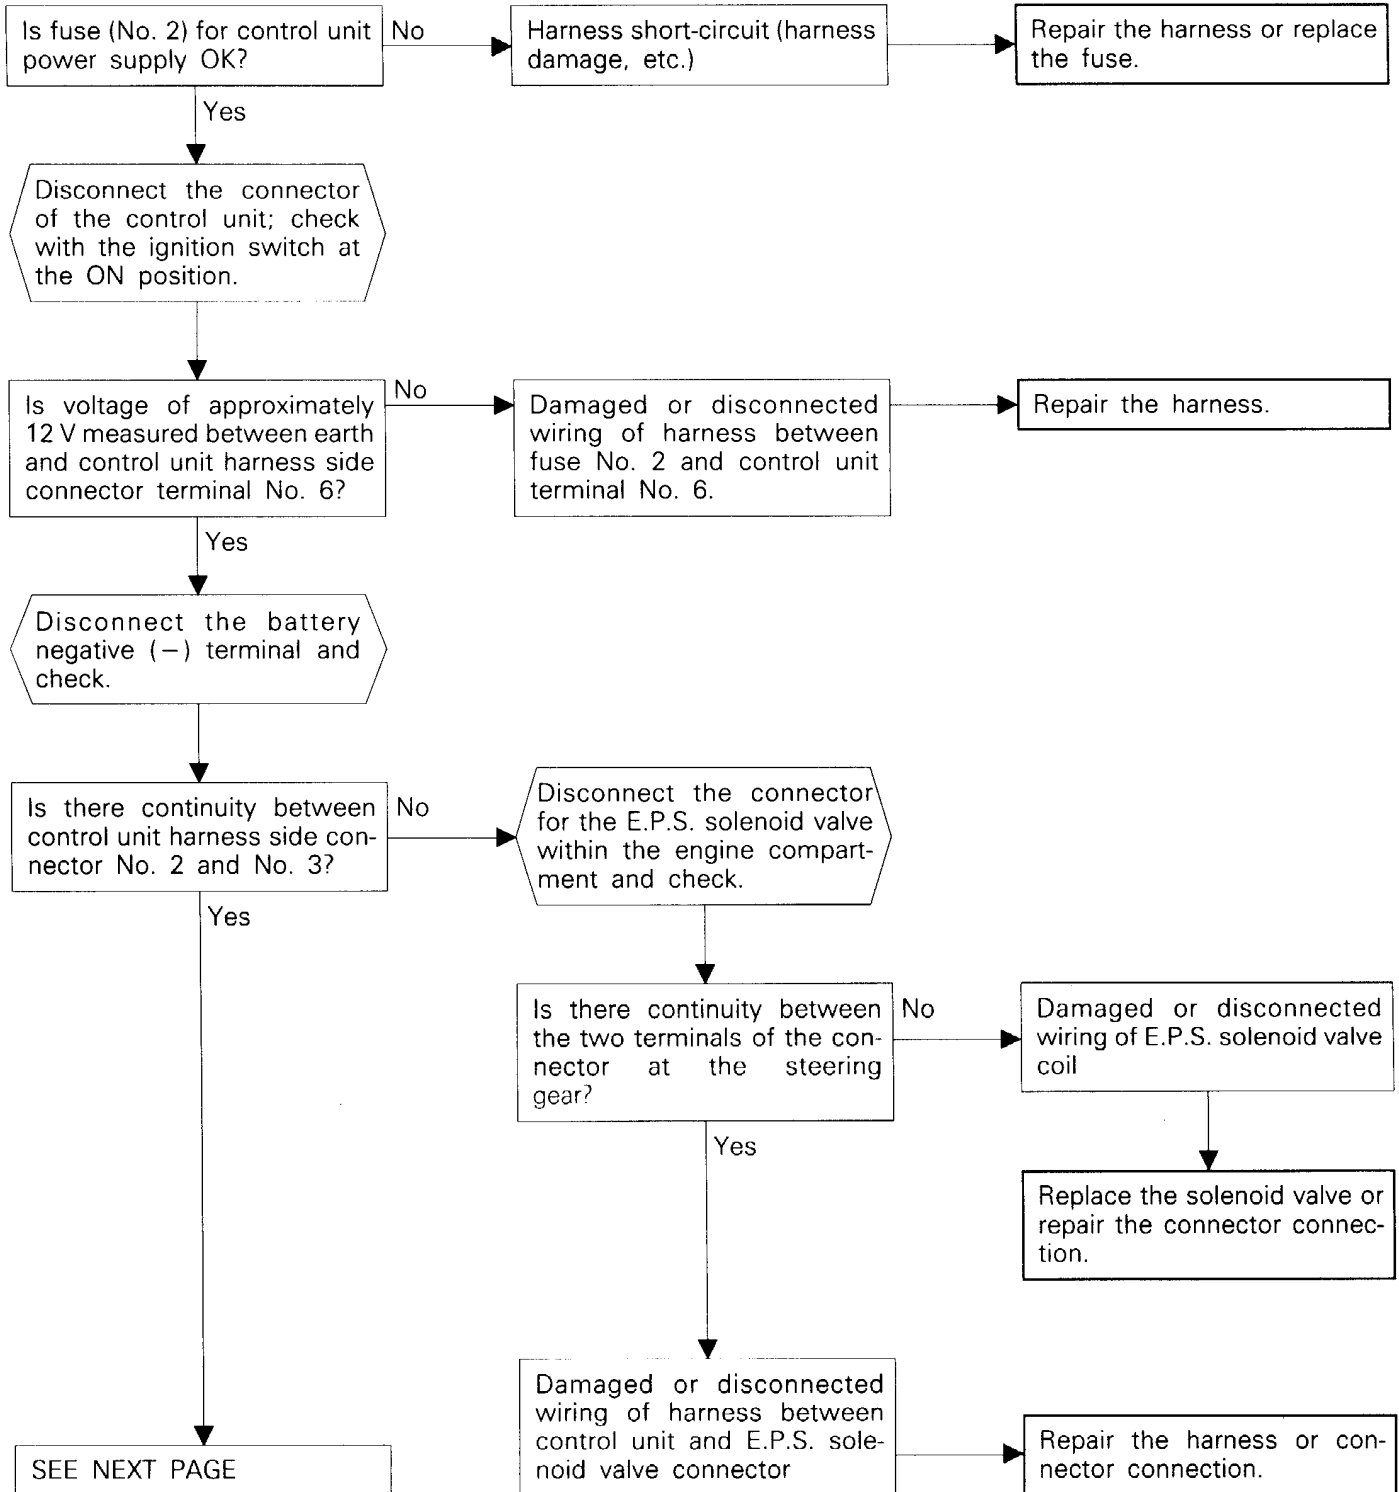 Is fuse (No. 2) for control unit
power supply OK?
No
Harness short-circuit (harness
damage, etc.)
Repair the harness or replace
the fuse.
Yes
Disconnect the connector
of the control unit; check
with the ignition switch at
the ON position.
Is voltage of approximately
12 V measured between earth
and control unit harness side
connector terminal No. 6?
No
Damaged or disconnected
wiring of harness between
fuse No. 2 and control unit
terminal No. 6.
Repair the harness.
Yes
Disconnect the battery
negative (−) terminal and
check.
Is there continuity between
control unit harness side con-
nector No. 2 and No. 3?
No
Disconnect the connector
for the E.P.S. solenoid valve
within the engine compart-
ment and check.
Yes
Is there continuity between
the two terminals of the con-
nector at the steering
gear?
No
Damaged or disconnected
wiring of E.P.S. solenoid valve
coil
Yes
Replace the solenoid valve or
repair the connector connec-
tion.
Damaged or disconnected
wiring of harness between
control unit and E.P.S. sole-
noid valve connector
Repair the harness or con-
nector connection.
SEE NEXT PAGE